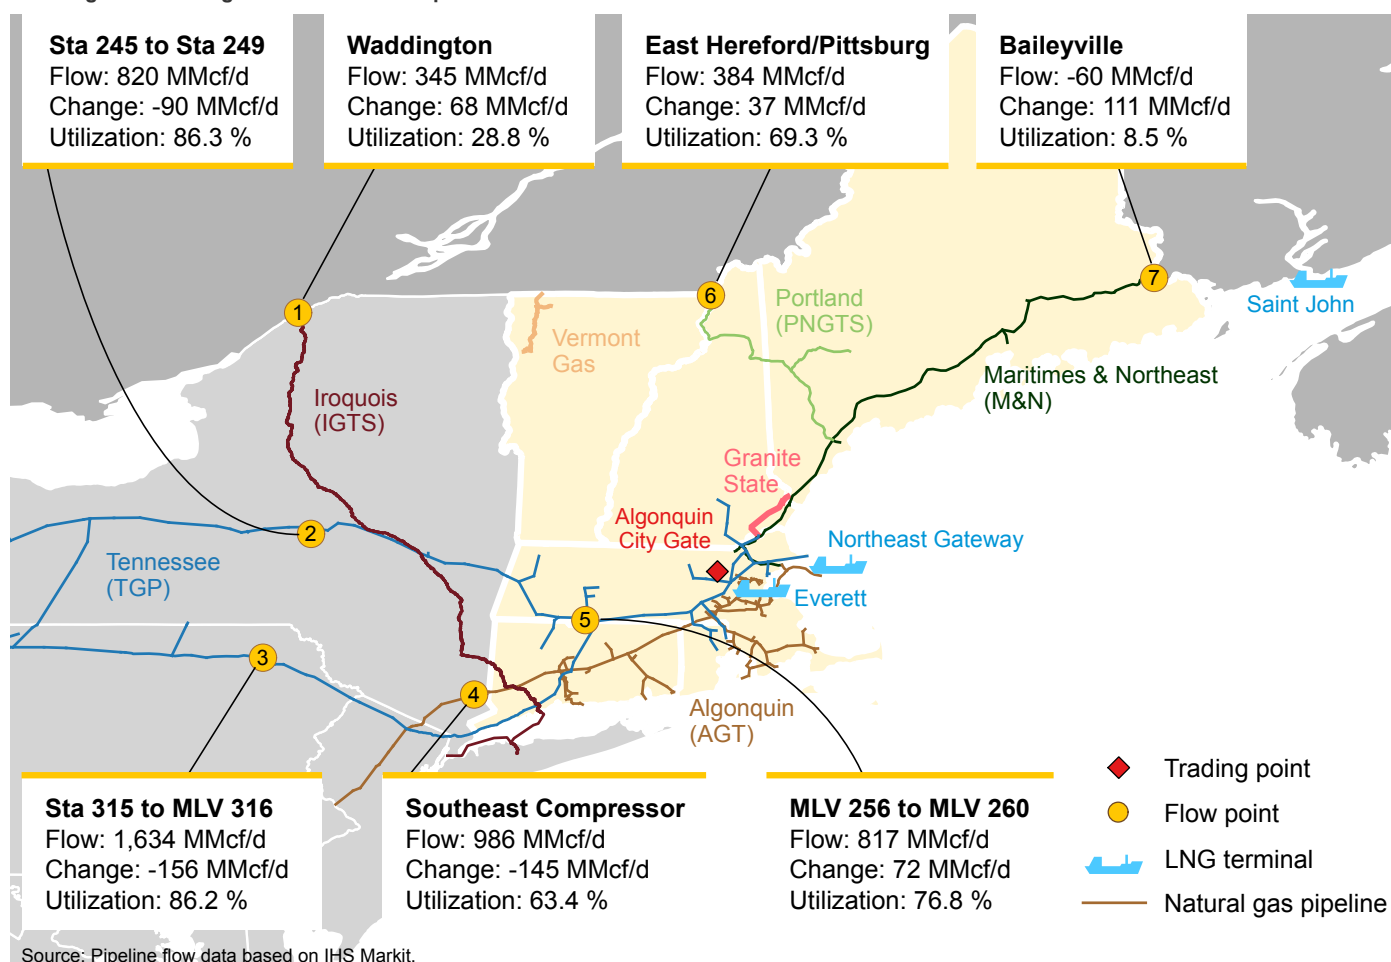 Sta 245 to Sta 249
Flow: 820 MMcf/d
Change: -90 MMcf/d
Utilization: 86.3 %
Waddington
Flow: 345 MMcf/d
Change: 68 MMcf/d
Utilization: 28.8 %
East Hereford/Pittsburg
Flow: 384 MMcf/d
Change: 37 MMcf/d
Utilization: 69.3 %
Baileyville
Flow: -60 MMcf/d
Change: 111 MMcf/d
Utilization: 8.5 %
7
6
1
Saint John
Portland
(PNGTS)
Vermont
Gas
Maritimes & Northeast
(M&N)
Iroquois
(IGTS)
Granite
State
Algonquin
City Gate
2
Northeast Gateway
Tennessee
(TGP)
Everett
5
3
4
Algonquin
(AGT)
Sta 315 to MLV 316
Flow: 1,634 MMcf/d
Change: -156 MMcf/d
Utilization: 86.2 %
Southeast Compressor
Flow: 986 MMcf/d
Change: -145 MMcf/d
Utilization: 63.4 %
MLV 256 to MLV 260
Flow: 817 MMcf/d
Change: 72 MMcf/d
Utilization: 76.8 %
Trading point
Flow point
LNG terminal
Natural gas pipeline
Source: Pipeline flow data based on IHS Markit.